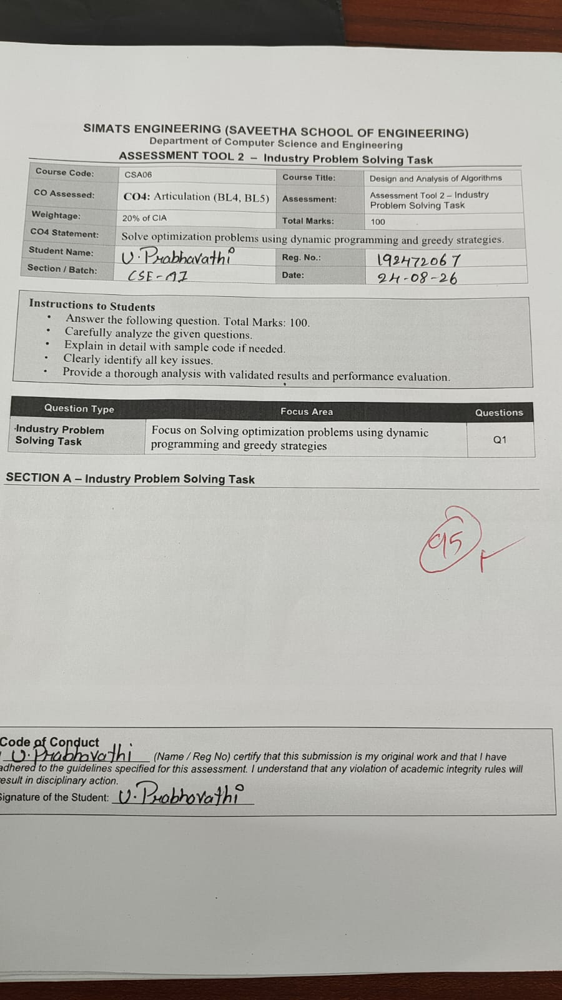 SIMATS ENGINEERING (SAVEETHA SCHOOL OF ENGINEERING)
Department of Computer Science and Engineering
ASSESSMENT TOOL 2 – Industry Problem Solving Task
Course Code: CSA06 Course Title: Design and Analysis of Algorithms
CO Assessed: CO4: Articulation (BL4, BL5) Assessment: Assessment Tool 2 – Industry
Problem Solving Task
Weightage: 20% of CIA Total Marks: 100
CO4 Statement: Solve optimization problems using dynamic programming and greedy strategies.
Student Name: U. Prabhavathi Reg. No.: 192472067
Section / Batch: CSE-AI Date: 24-08-26
Instructions to Students
• Answer the following question. Total Marks: 100.
• Carefully analyze the given questions.
• Explain in detail with sample code if needed.
• Clearly identify all key issues.
• Provide a thorough analysis with validated results and performance evaluation.
Question Type Focus Area Questions
Industry Problem Focus on Solving optimization problems using dynamic
Solving Task programming and greedy strategies Q1
SECTION A – Industry Problem Solving Task
95
Code of Conduct
U. Prabhavathi (Name / Reg No) certify that this submission is my original work and that I have
adhered to the guidelines specified for this assessment. I understand that any violation of academic integrity rules will
result in disciplinary action.
Signature of the Student: U. Prabhavathi